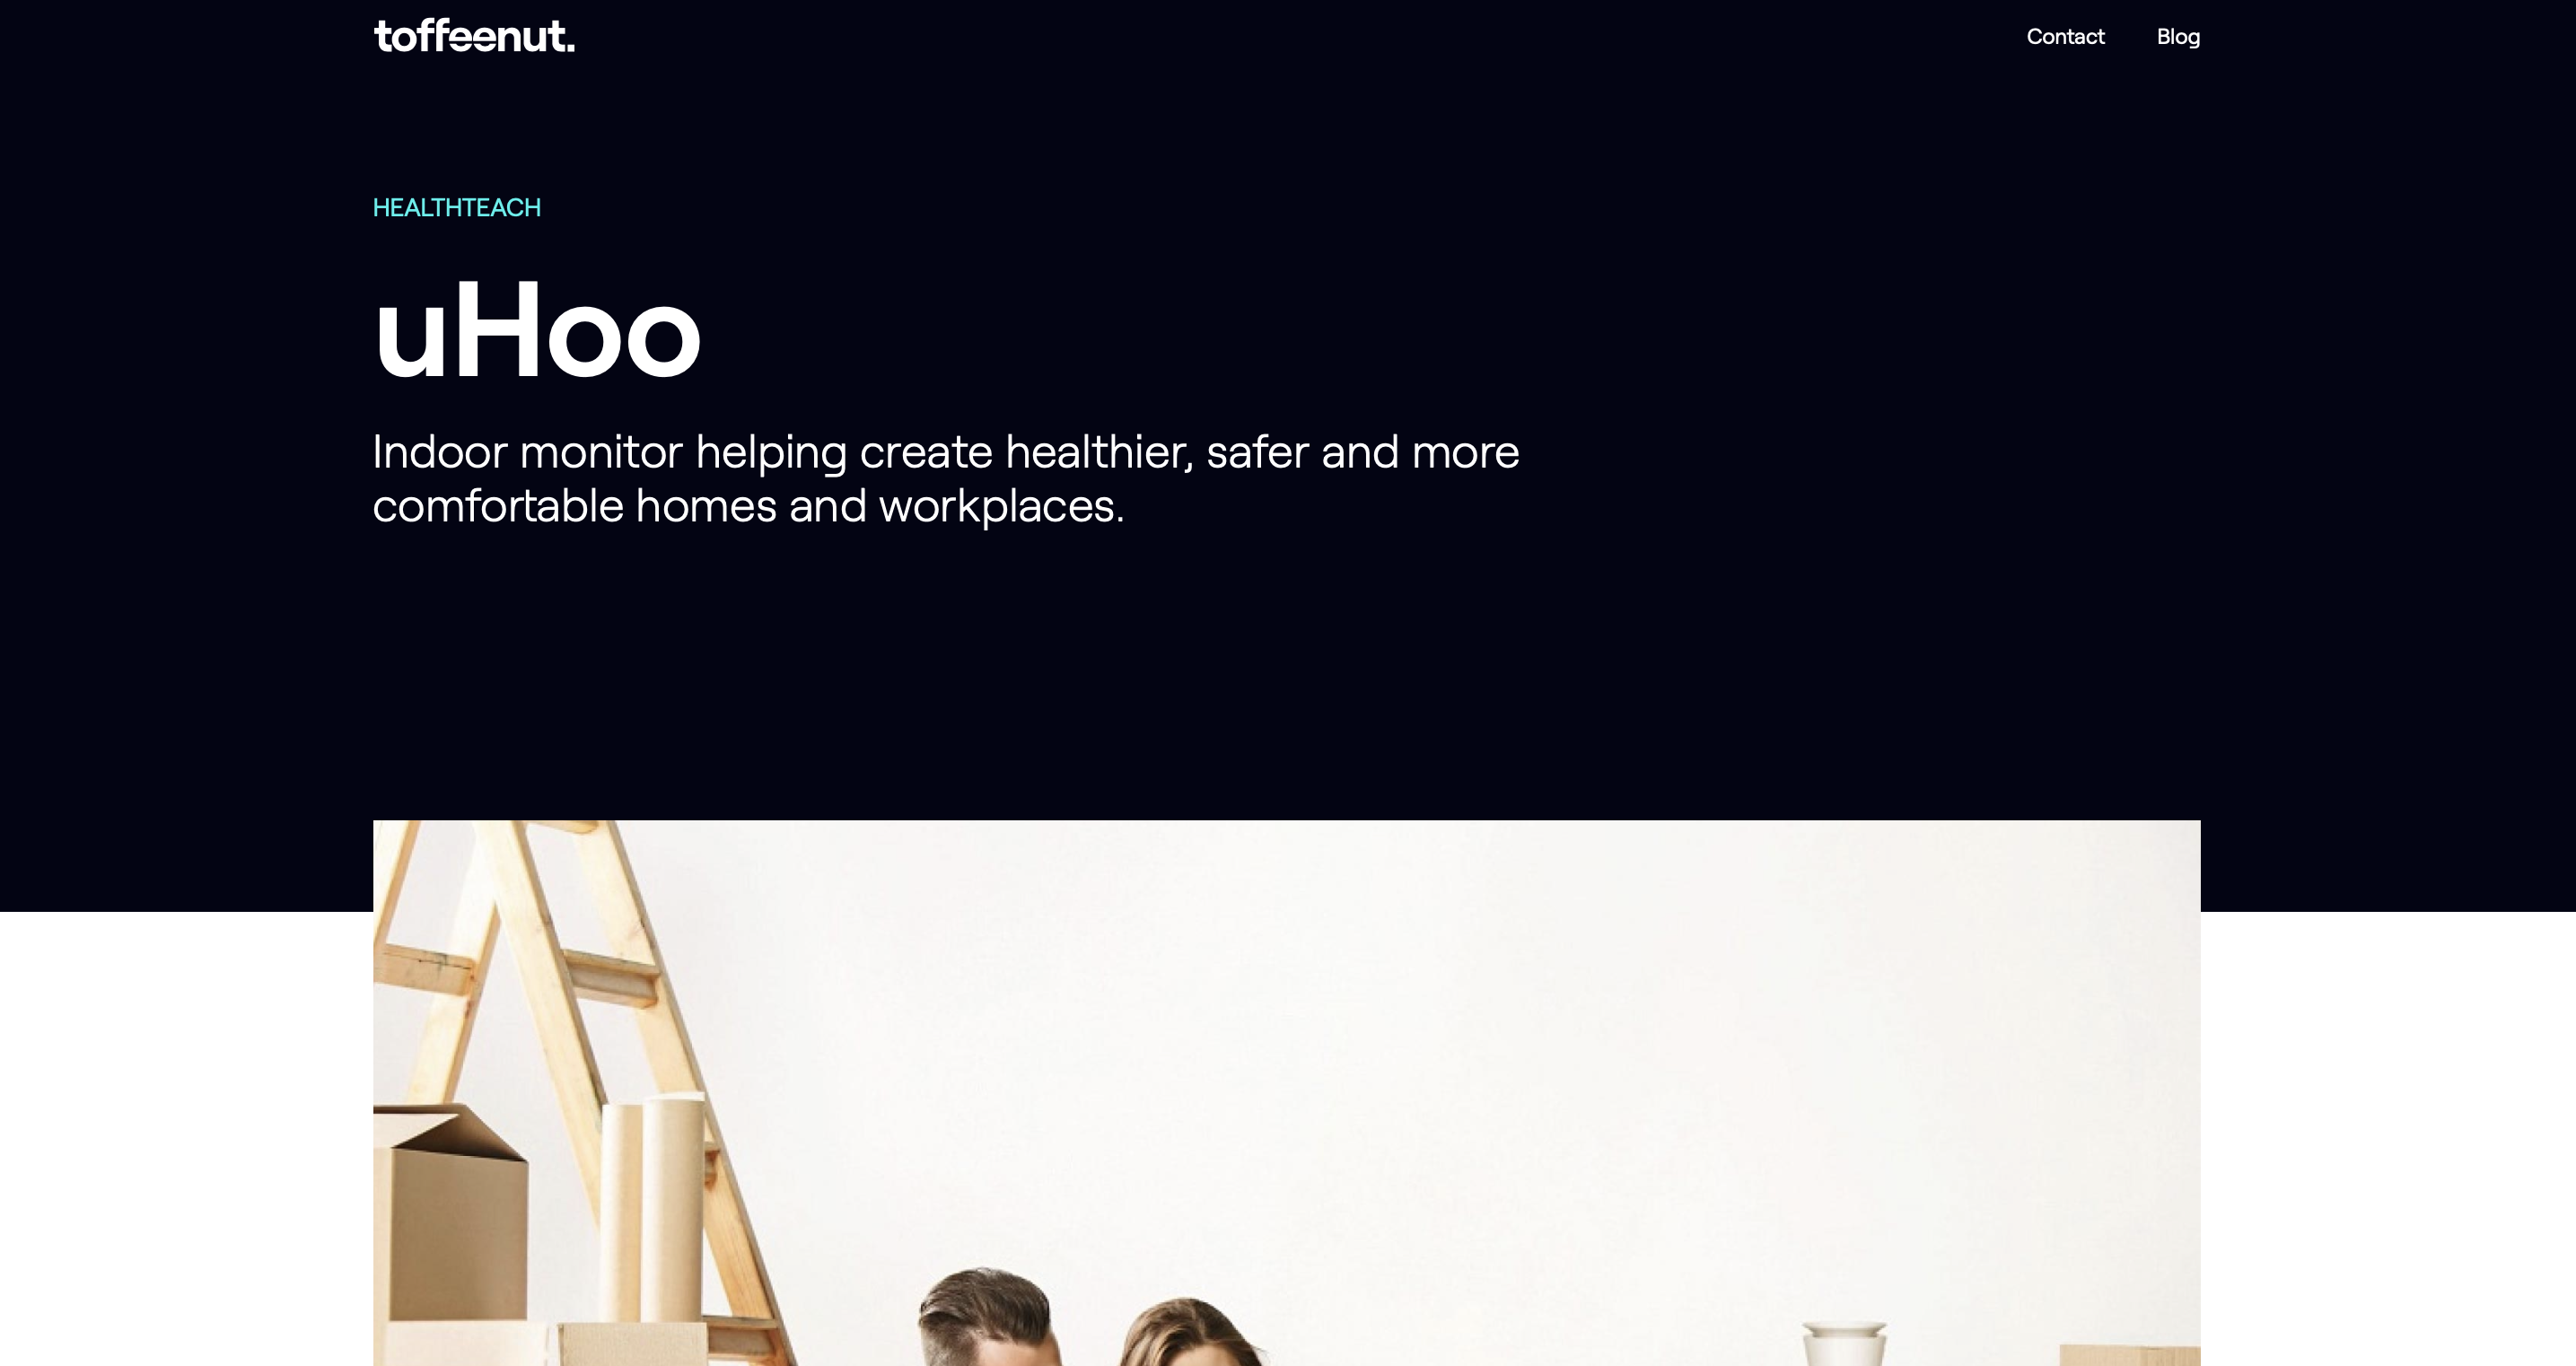 toffeenut.
Contact
Blog
HEALTHTEACH
uHoo
Indoor monitor helping create healthier, safer and more
comfortable homes and workplaces.